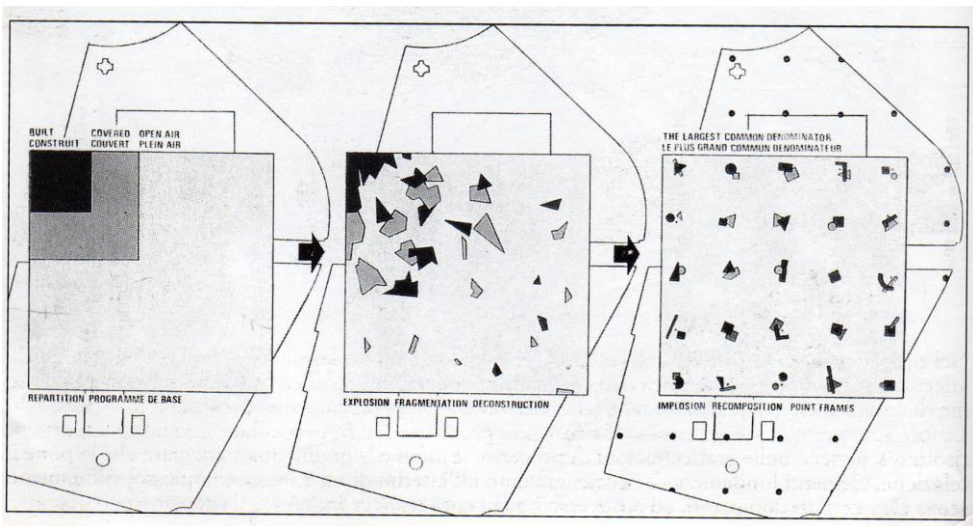 BUILT COVERED OPEN AIR
CONSTRUIT COUVERT PLEIN AIR
REPARTITION PROGRAMME DE BASE
EXPLOSION FRAGMENTATION DECONSTRUCTION
THE LARGEST COMMON DENOMINATOR
LE PLUS GRAND COMMUN DENOMINATEUR
IMPLOSION RECOMPOSITION POINT FRAMES